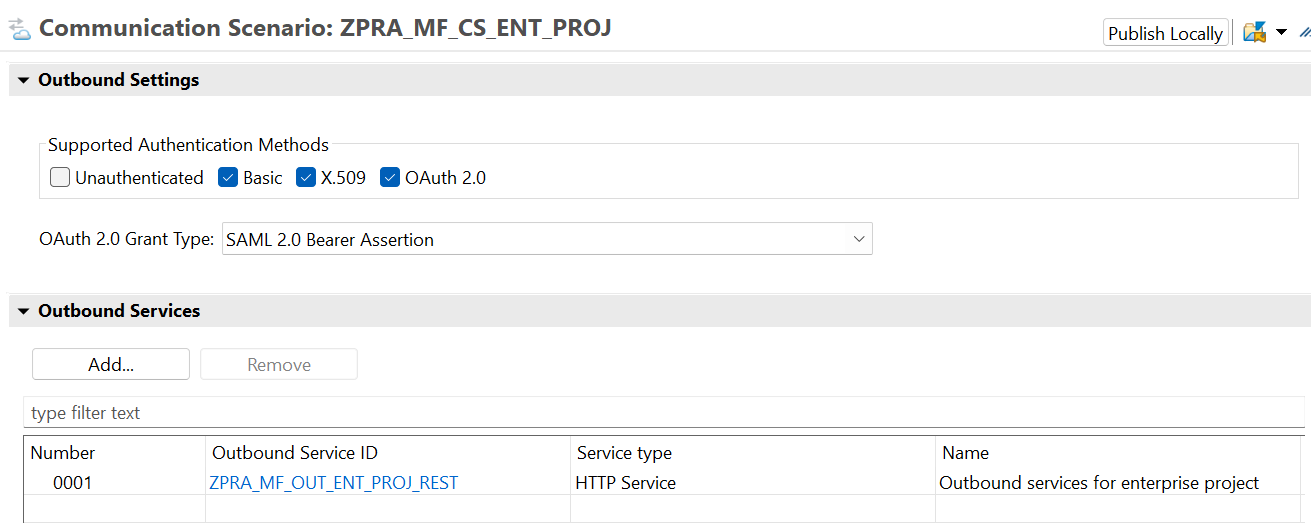 Communication Scenario: ZPRA_MF_CS_ENT_PROJ
Publish Locally
Outbound Settings
Supported Authentication Methods
Unauthenticated Basic X.509 OAuth 2.0
OAuth 2.0 Grant Type: SAML 2.0 Bearer Assertion
Outbound Services
Add... Remove
type filter text
Number Outbound Service ID Service type Name
0001 ZPRA_MF_OUT_ENT_PROJ_REST HTTP Service Outbound services for enterprise project